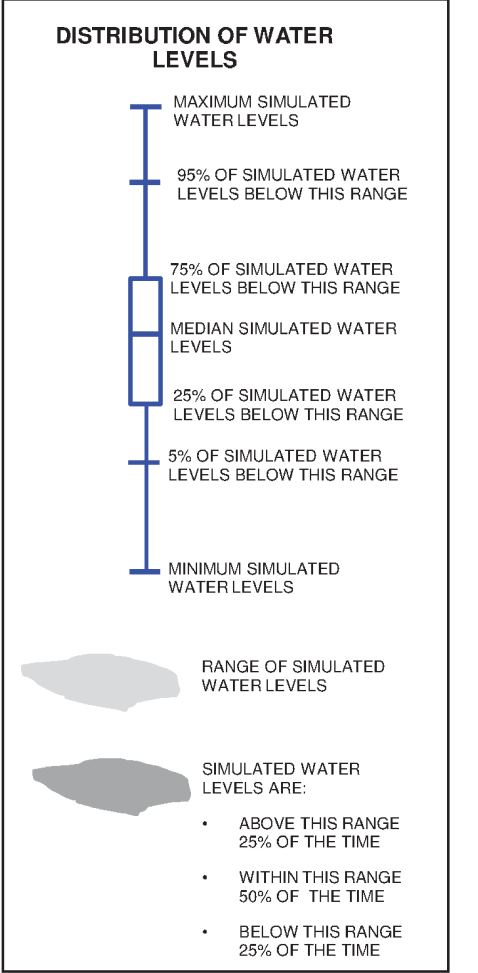 DISTRIBUTION OF WATER
LEVELS
MAXIMUM SIMULATED
WATER LEVELS
95% OF SIMULATED WATER
LEVELS BELOW THIS RANGE
75% OF SIMULATED WATER
LEVELS BELOW THIS RANGE
MEDIAN SIMULATED WATER
LEVELS
25% OF SIMULATED WATER
LEVELS BELOW THIS RANGE
5% OF SIMULATED WATER
LEVELS BELOW THIS RANGE
MINIMUM SIMULATED
WATER LEVELS
RANGE OF SIMULATED
WATER LEVELS
SIMULATED WATER
LEVELS ARE:
• ABOVE THIS RANGE
25% OF THE TIME
• WITHIN THIS RANGE
50% OF THE TIME
• BELOW THIS RANGE
25% OF THE TIME